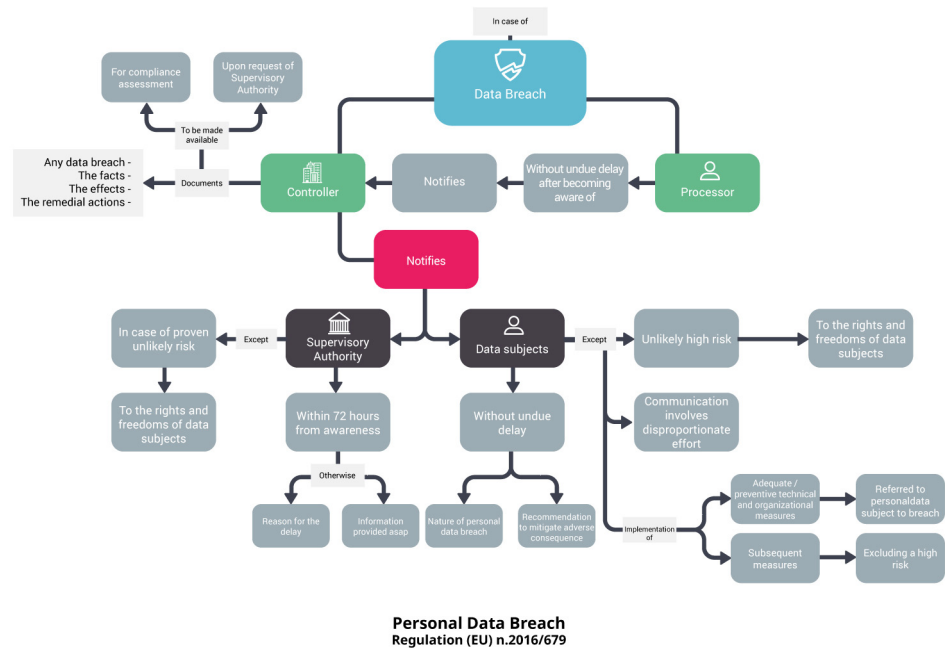 In case of
Data Breach
For compliance
assessment
Upon request of
Supervisory
Authority
To be made
available
Any data breach -
The facts -
The effects -
The remedial actions -
Documents
Controller
Notifies
Without undue delay
after becoming
aware of
Processor
Notifies
In case of proven
unlikely risk
Except
Supervisory
Authority
Data subjects
Except
Unlikely high risk
To the rights and
freedoms of data
subjects
To the rights and
freedoms of data
subjects
Within 72 hours
from awareness
Without undue
delay
Communication
involves
disproportionate
effort
Otherwise
Reason for the
delay
Information
provided asap
Nature of personal
data breach
Recommendation
to mitigate adverse
consequence
Implementation
of
Adequate /
preventive technical
and organizational
measures
Referred to
personaldata
subject to breach
Subsequent
measures
Excluding a high
risk
Personal Data Breach
Regulation (EU) n.2016/679